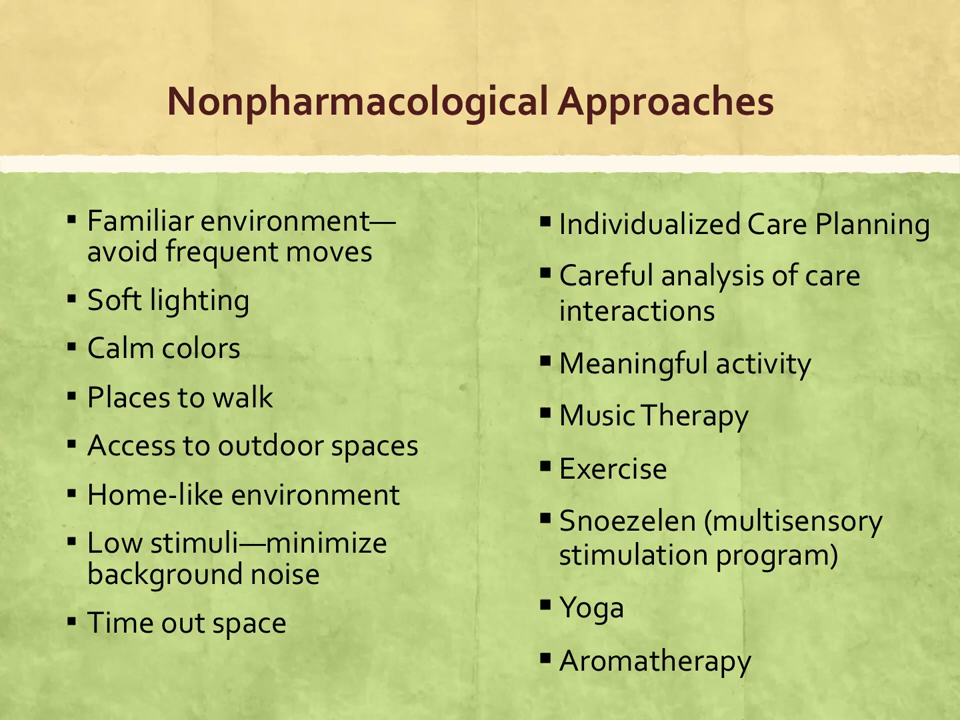 Nonpharmacological Approaches
▪ Familiar environment—
avoid frequent moves
▪ Soft lighting
▪ Calm colors
▪ Places to walk
▪ Access to outdoor spaces
▪ Home-like environment
▪ Low stimuli—minimize
background noise
▪ Time out space
▪ Individualized Care Planning
▪ Careful analysis of care
interactions
▪ Meaningful activity
▪ Music Therapy
▪ Exercise
▪ Snoezelen (multisensory
stimulation program)
▪ Yoga
▪ Aromatherapy